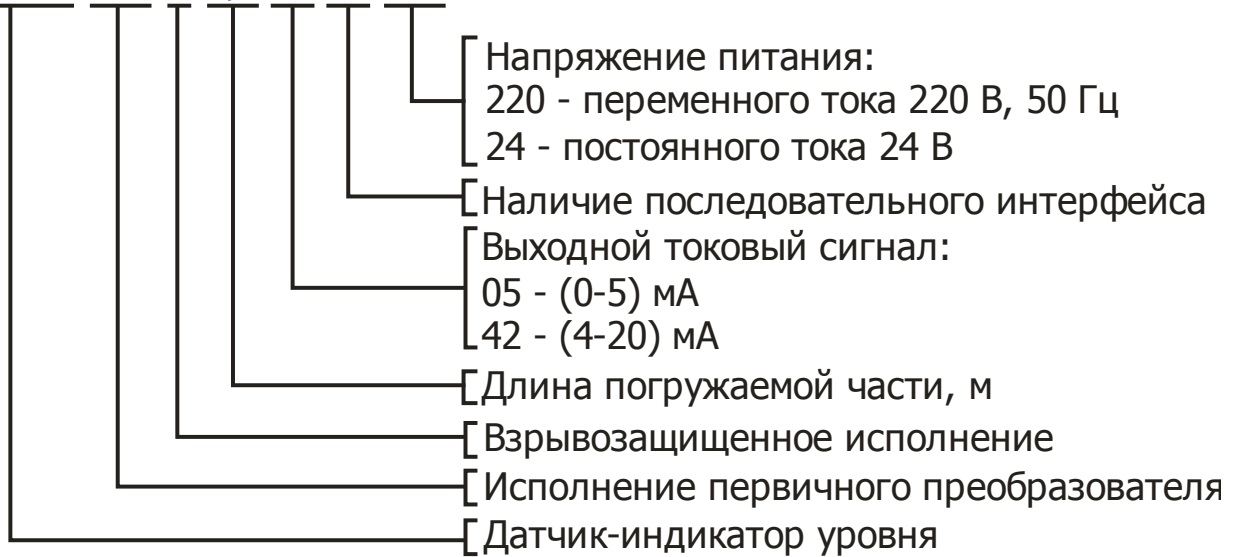 Напряжение питания:
220 - переменного тока 220 В, 50 Гц
24 - постоянного тока 24 В
Наличие последовательного интерфейса
Выходной токовый сигнал:
05 - (0-5) мА
42 - (4-20) мА
Длина погружаемой части, м
Взрывозащищенное исполнение
Исполнение первичного преобразователя
Датчик-индикатор уровня